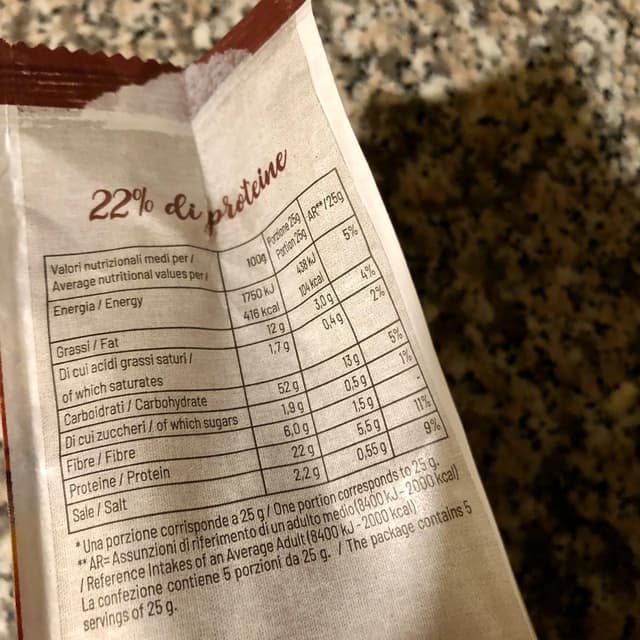 22% di proteine
Valori nutrizionali medi per / 100g Porzione 25g AR**/25g
Average nutritional values per / Portion 25g
Energia / Energy 1760 kJ 438 kJ 5%
416 kcal 104 kcal
Grassi / Fat 12 g 3,0 g 4%
Di cui acidi grassi saturi / 1,7 g 0,4 g 2%
of which saturates
Carboidrati / Carbohydrate 52 g 13 g 5%
Di cui zuccheri / of which sugars 1,9 g 0,5 g 1%
Fibre / Fibre 6,0 g 1,5 g -
Proteine / Protein 22 g 5,5 g 11%
Sale / Salt 2,2 g 0,55 g 9%
* Una porzione corrisponde a 25 g / One portion corresponds to 25 g.
** AR= Assunzioni di riferimento di un adulto medio (8400 kJ - 2000 kcal)
/ Reference Intakes of an Average Adult (8400 kJ - 2000 kcal)
La confezione contiene 5 porzioni da 25 g. / The package contains 5
servings of 25 g.